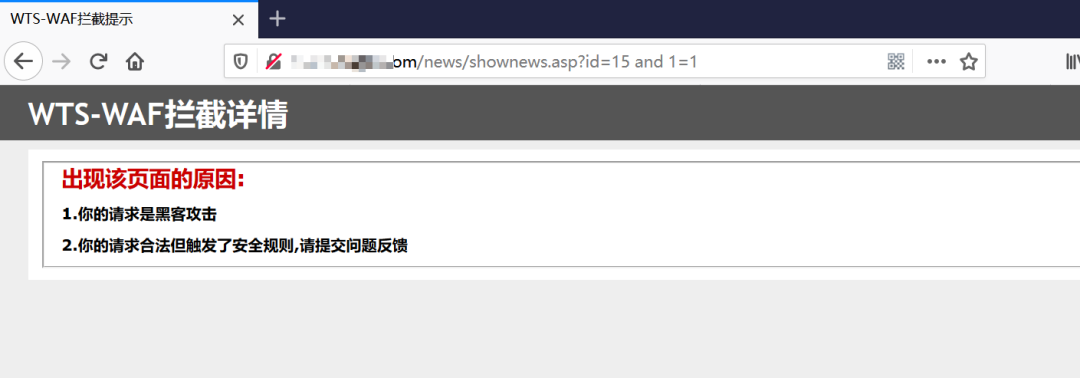 WTS-WAF拦截提示
om/news/shownews.asp?id=15 and 1=1
WTS-WAF拦截详情
出现该页面的原因:
1.你的请求是黑客攻击
2.你的请求合法但触发了安全规则,请提交问题反馈